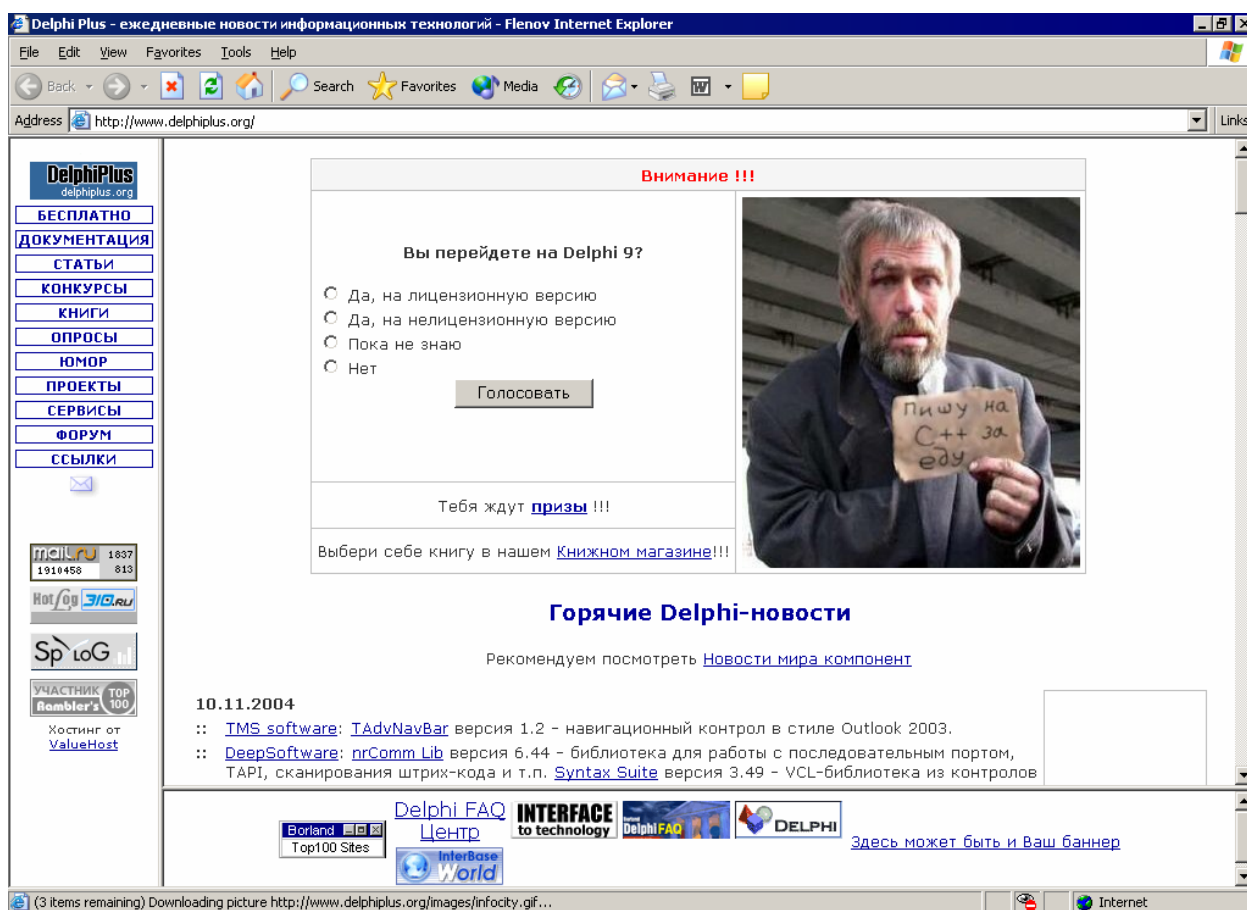 Delphi Plus - ежедневные новости информационных технологий - Flenov Internet Explorer
File Edit View Favorites Tools Help
Back Search Favorites Media
Address http://www.delphiplus.org/ Links
DelphiPlus
delphiplus.org
БЕСПЛАТНО
ДОКУМЕНТАЦИЯ
СТАТЬИ
КОНКУРСЫ
КНИГИ
ОПРОСЫ
ЮМОР
ПРОЕКТЫ
СЕРВИСЫ
ФОРУМ
ССЫЛКИ
mail.ru 1837
1910458 813
HotLog 310.RU
SpyLOG
УЧАСТНИК TOP
Rambler's 100
Хостинг от
ValueHost
Внимание !!!
Вы перейдете на Delphi 9?
Да, на лицензионную версию
Да, на нелицензионную версию
Пока не знаю
Нет
Голосовать
Тебя ждут призы !!!
Выбери себе книгу в нашем Книжном магазине!!!
Пишу на
C++ за
еду
Горячие Delphi-новости
Рекомендуем посмотреть Новости мира компонент
10.11.2004
:: TMS software: TAdvNavBar версия 1.2 - навигационный контрол в стиле Outlook 2003.
:: DeepSoftware: nrComm Lib версия 6.44 - библиотека для работы с последовательным портом,
TAPI, сканирования штрих-кода и т.п. Syntax Suite версия 3.49 - VCL-библиотека из контролов
Borland
Top100 Sites
Delphi FAQ
Центр
INTERFACE
to technology
DelphiFAQ
DELPHI
Здесь может быть и Ваш баннер
InterBase
World
(3 items remaining) Downloading picture http://www.delphiplus.org/images/infocity.gif... Internet